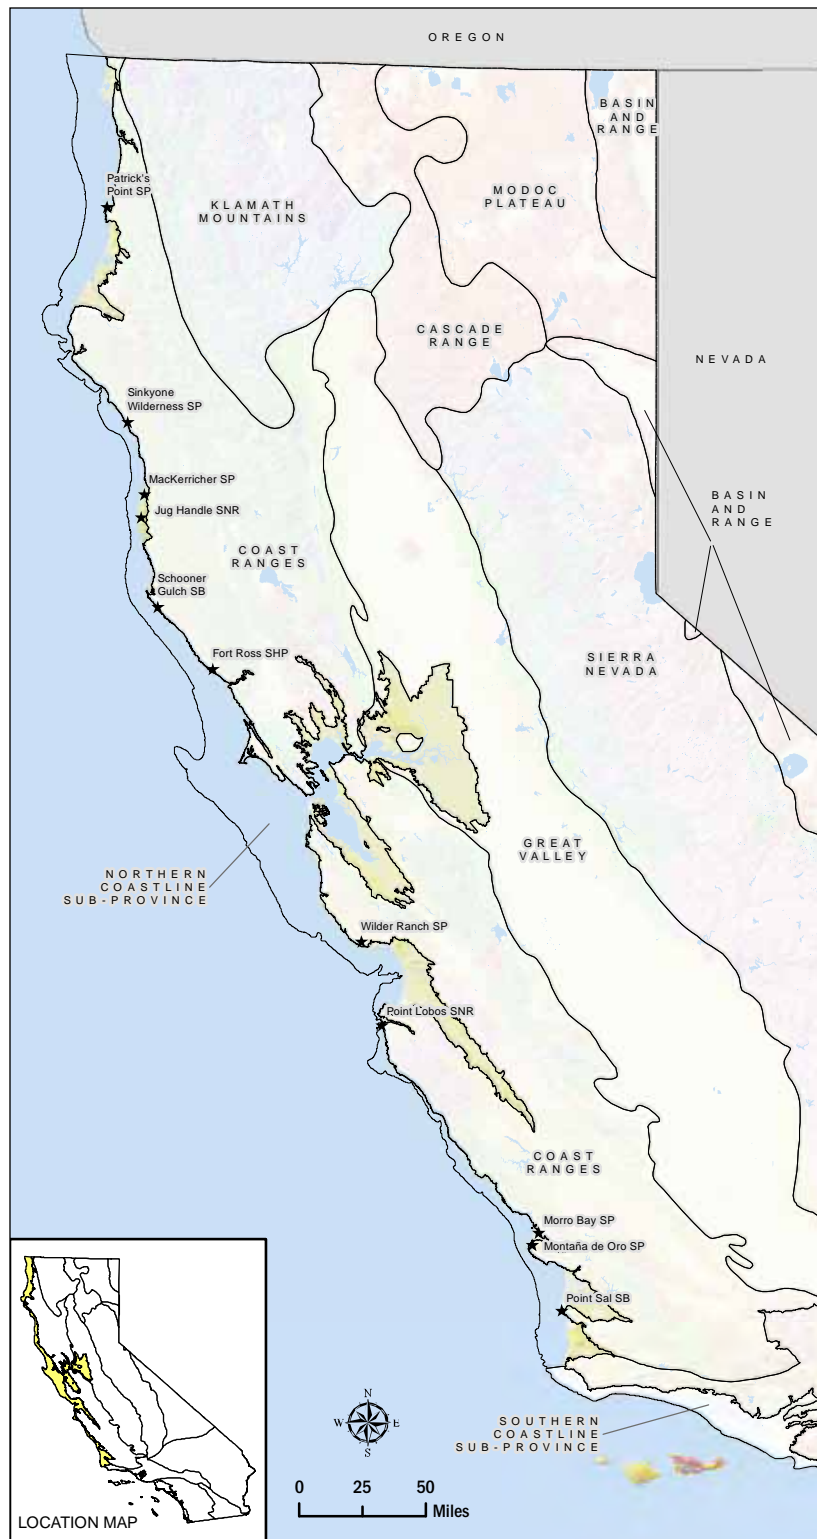 OREGON
BASIN
AND
RANGE
Patrick's
Point SP
KLAMATH
MOUNTAINS
MODOC
PLATEAU
CASCADE
RANGE
NEVADA
Sinkyone
Wilderness SP
MacKerricher SP
Jug Handle SNR
BASIN
AND
RANGE
COAST
RANGES
Schooner
Gulch SB
Fort Ross SHP
SIERRA
NEVADA
GREAT
VALLEY
NORTHERN
COASTLINE
SUB-PROVINCE
Wilder Ranch SP
Point Lobos SNR
COAST
RANGES
Morro Bay SP
Montaña de Oro SP
Point Sal SB
SOUTHERN
COASTLINE
SUB-PROVINCE
N
W E
S
0 25 50
Miles
LOCATION MAP